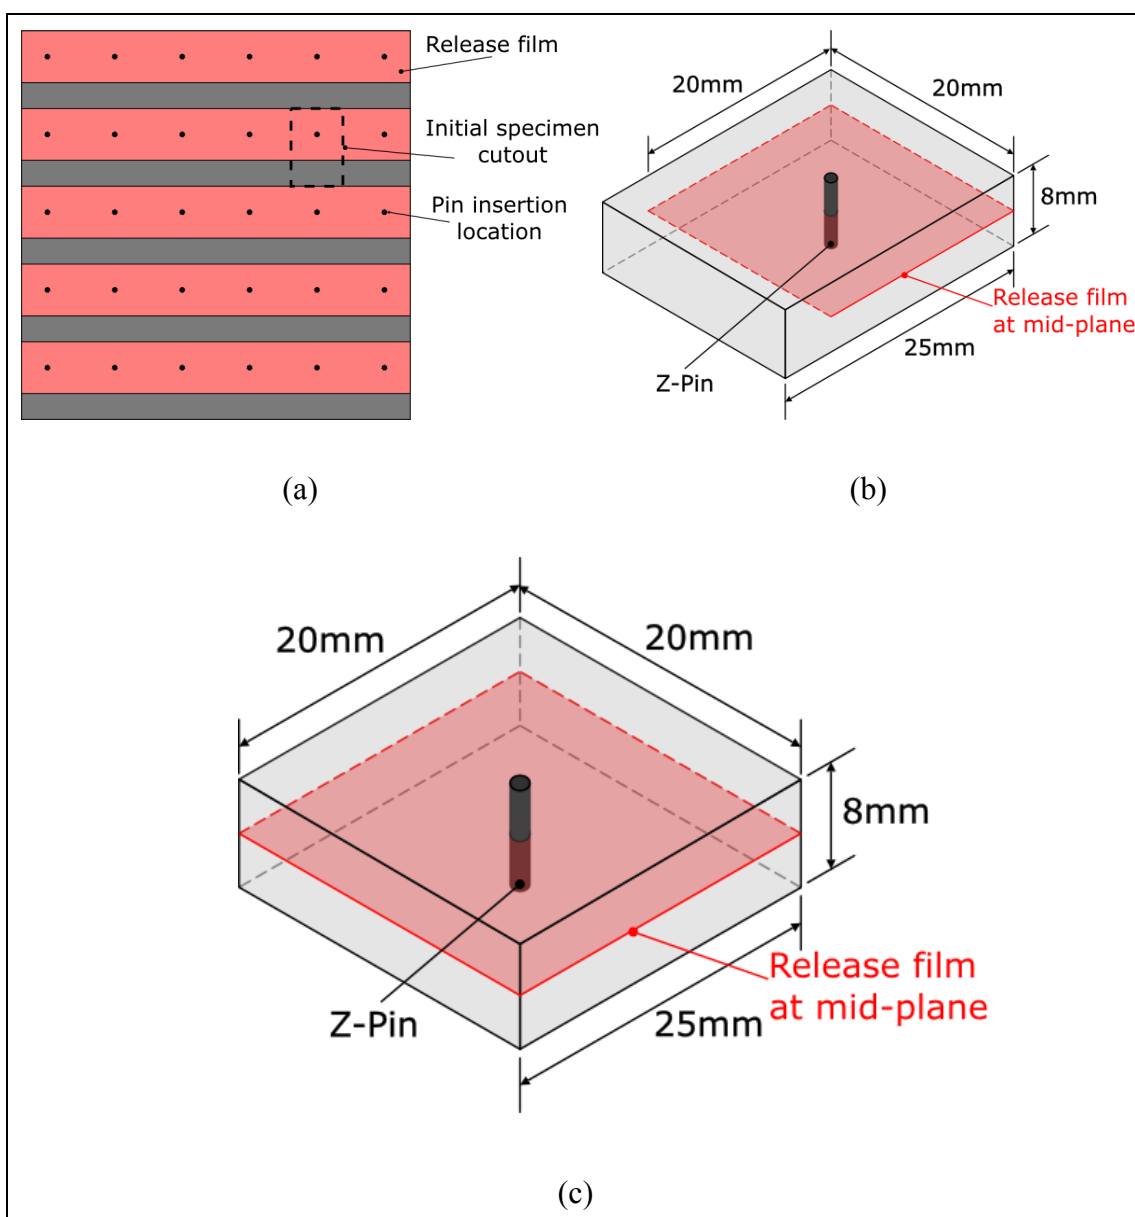 Release film
Initial specimen
cutout
Pin insertion
location
(a)
20mm
20mm
8mm
Release film
at mid-plane
25mm
Z-Pin
(b)
20mm
20mm
8mm
Release film
at mid-plane
25mm
Z-Pin
(c)